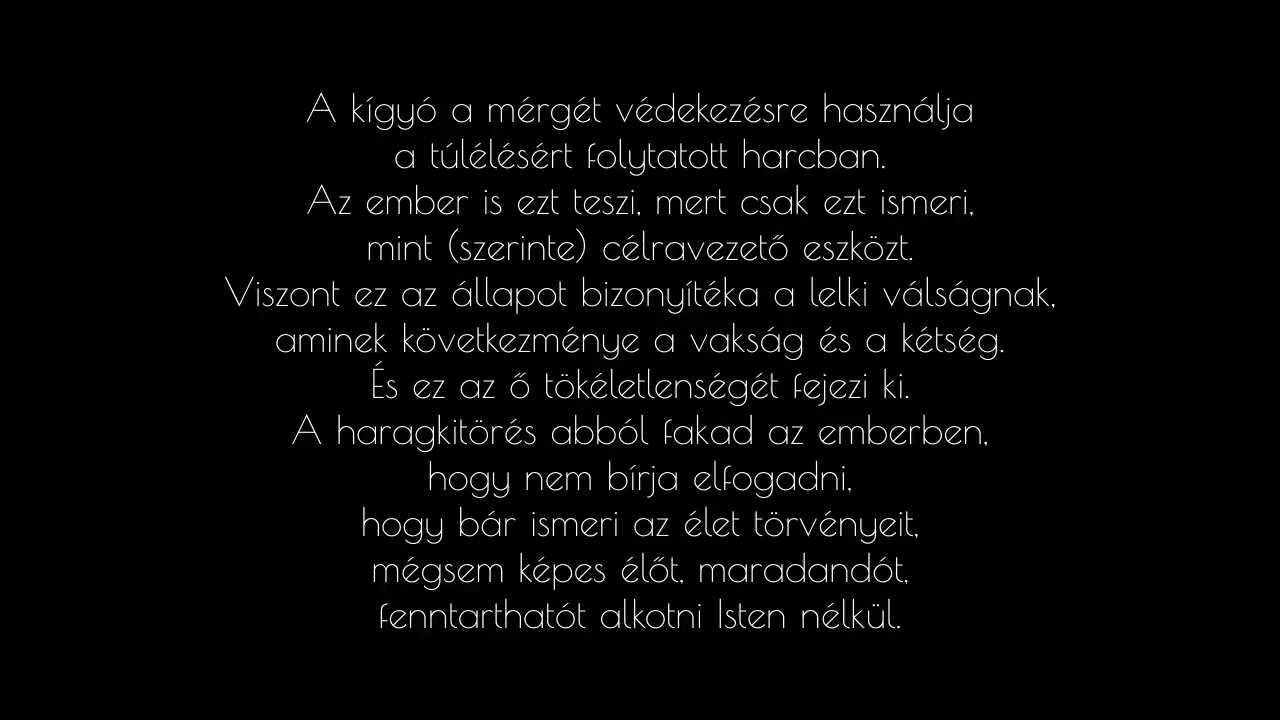 A kígyó a mérgét védekezésre használja
a túlélésért folytatott harcban.
Az ember is ezt teszi, mert csak ezt ismeri,
mint (szerinte) célravezető eszközt.
Viszont ez az állapot bizonyítéka a lelki válságnak,
aminek következménye a vakság és a kétség.
És ez az ő tökéletlenségét fejezi ki.
A haragkitörés abból fakad az emberben,
hogy nem bírja elfogadni,
hogy bár ismeri az élet törvényeit,
mégsem képes élőt, maradandót,
fenntarthatót alkotni Isten nélkül.